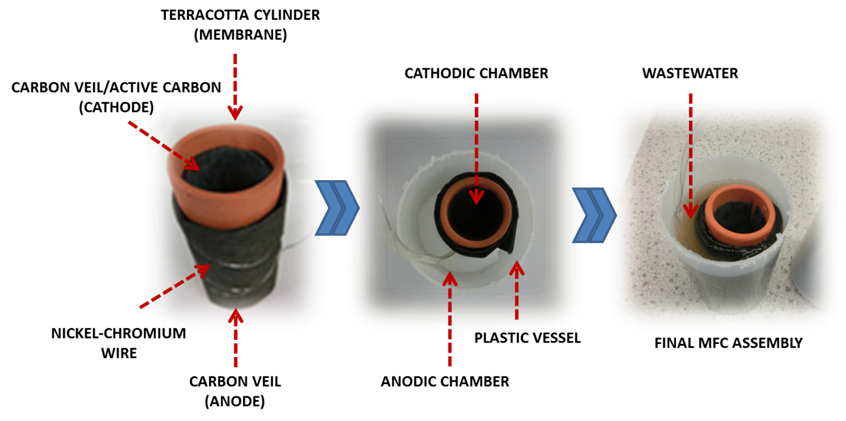 TERRACOTTA CYLINDER
(MEMBRANE)
CARBON VEIL/ACTIVE CARBON
(CATHODE)
NICKEL-CHROMIUM
WIRE
CARBON VEIL
(ANODE)
CATHODIC CHAMBER
ANODIC CHAMBER
PLASTIC VESSEL
WASTEWATER
FINAL MFC ASSEMBLY